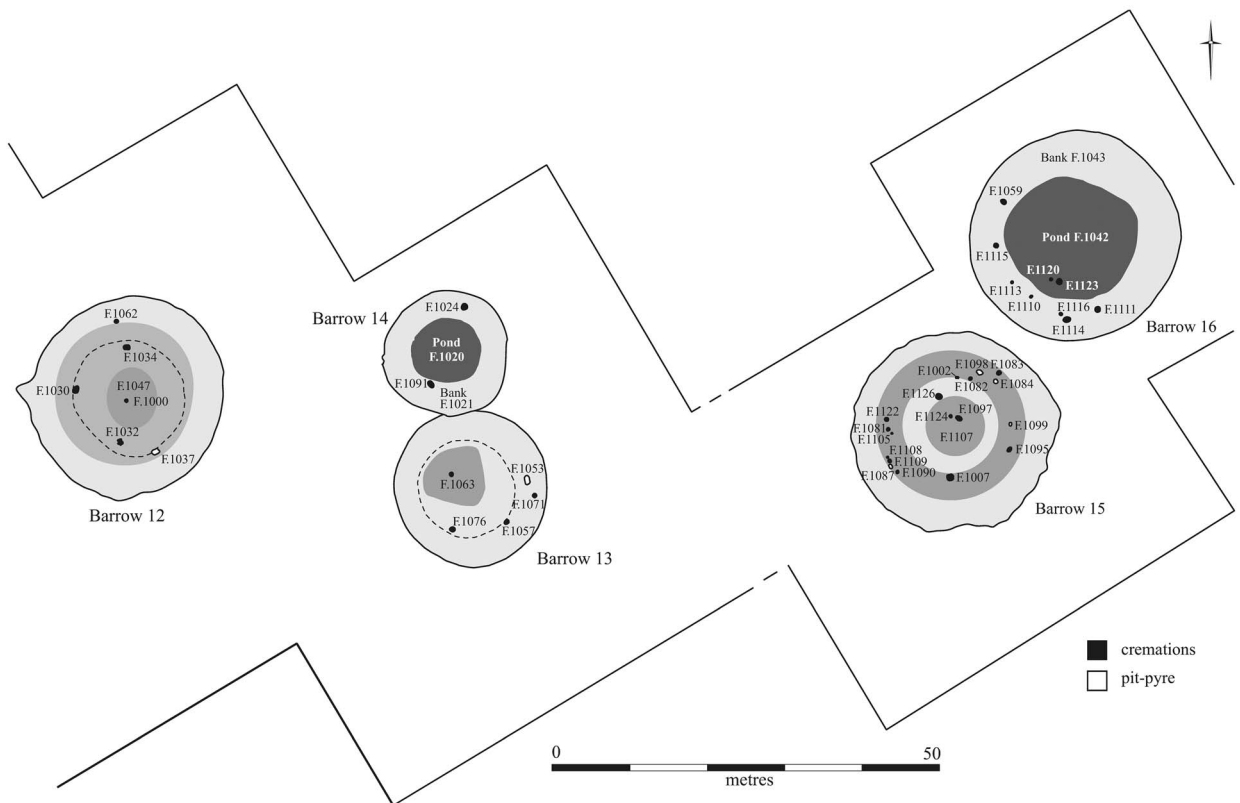 Bank F.1043
F.1059
Pond F.1042
F.1115
F.1120
F.1123
F.1113
F.1110
F.1116
F.1111
F.1114
Barrow 16
F.1062
F.1034
F.1030
F.1047
F.1000
F.1032
F.1037
Barrow 12
Barrow 14
F.1024
Pond
F.1020
F.1091
Bank
F.1021
F.1063
F.1053
F.1071
F.1076
F.1057
Barrow 13
F.1002
F.1098
F.1083
F.1082
F.1084
F.1126
F.1097
F.1124
F.1122
F.1081
F.1105
F.1107
F.1099
F.1095
F.1108
F.1109
F.1087
F.1090
F.1007
Barrow 15
cremations
pit-pyre
0
50
metres